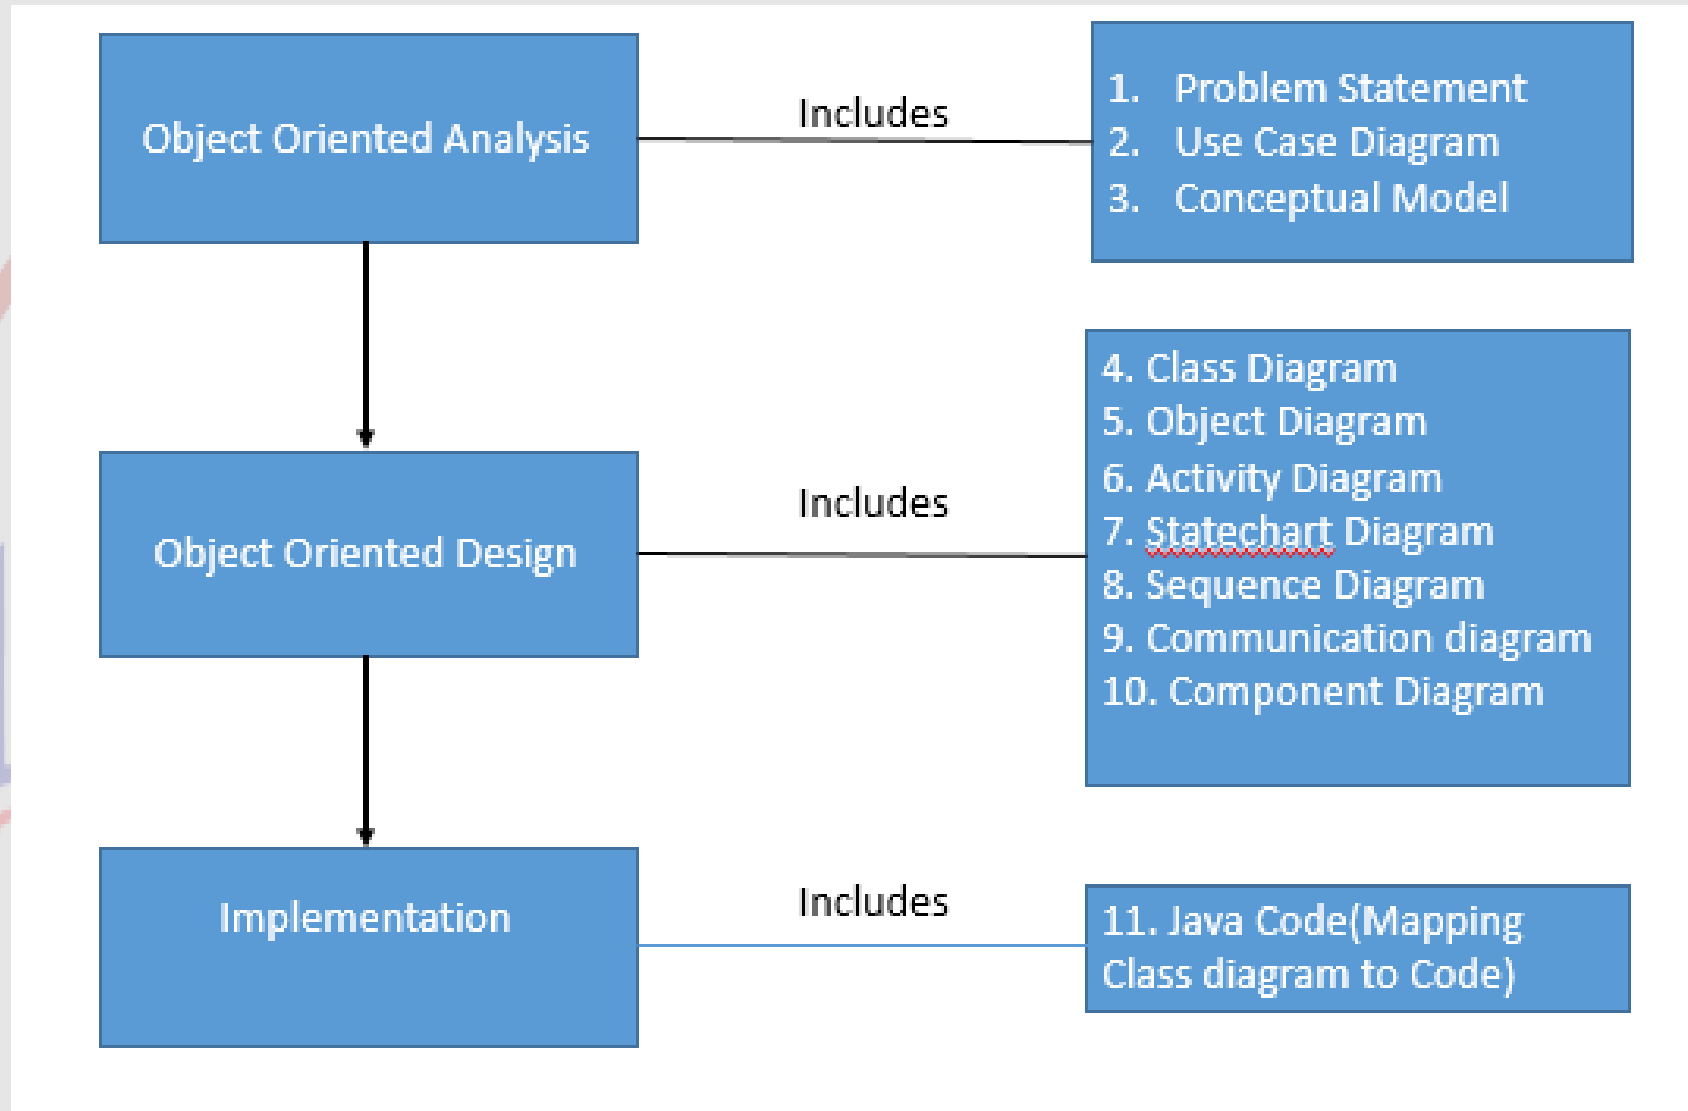 Object Oriented Analysis
Includes
1. Problem Statement
2. Use Case Diagram
3. Conceptual Model
Object Oriented Design
Includes
4. Class Diagram
5. Object Diagram
6. Activity Diagram
7. Statechart Diagram
8. Sequence Diagram
9. Communication diagram
10. Component Diagram
Implementation
Includes
11. Java Code(Mapping
Class diagram to Code)